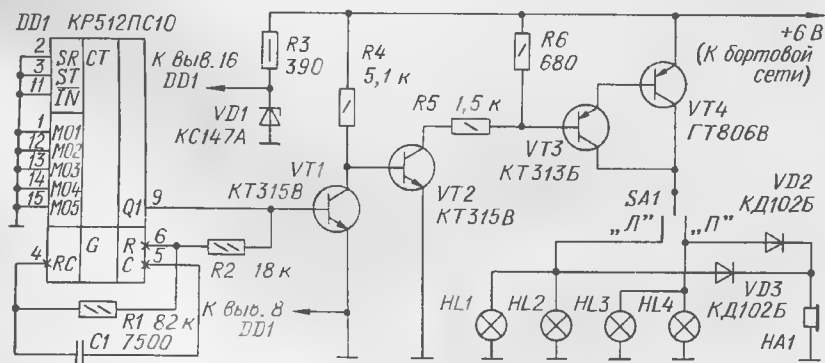 DD1 КР512ПС10
2 SR CT
3 ST
11 IN
1 M01
12 M02
13 M03
14 M04
15 M05 Q1 9
4 RC G R 6
C 5
R1 82к
C1 7500
R2 18 к
К выв. 16 DD1
К выв. 8 DD1
R3 390
VD1 КС147А
R4 5,1 к
VT1 КТ315В
R5 1,5 к
VT2 КТ315В
R6 680
VT3 КТ313Б
VT4 ГТ806В
+6 В
(К бортовой сети)
SA1
„Л" „П"
VD2 КД102Б
VD3 КД102Б
HL1 HL2 HL3 HL4
HA1